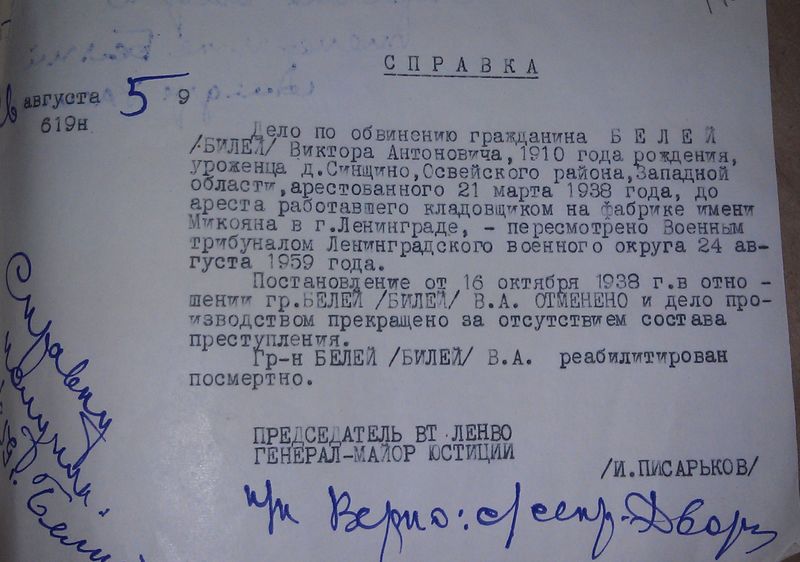 СПРАВКА
августа 5 9
619н
Дело по обвинению гражданина БЕЛЕЙ
/БИЛЕЙ/ Виктора Антоновича, 1910 года рождения,
уроженца д.Синщино, Освейского района, Западной
области, арестованного 21 марта 1938 года, до
ареста работавшего кладовщиком на фабрике имени
Микояна в г.Ленинграде, - пересмотрено Военным
трибуналом Ленинградского военного округа 24 ав-
густа 1959 года.
Постановление от 16 октября 1938 г.в отно -
шении гр.БЕЛЕЙ /БИЛЕЙ/ В.А. ОТМЕНЕНО и дело про-
изводством прекращено за отсутствием состава
преступления.
Гр-н БЕЛЕЙ /БИЛЕЙ/ В.А. реабилитирован
посмертно.
ПРЕДСЕДАТЕЛЬ ВТ ЛЕНВО
ГЕНЕРАЛ-МАЙОР ЮСТИЦИИ
/И.ПИСАРЬКОВ/
п/п Верно: с/секр-Дворц
Справку
получил: